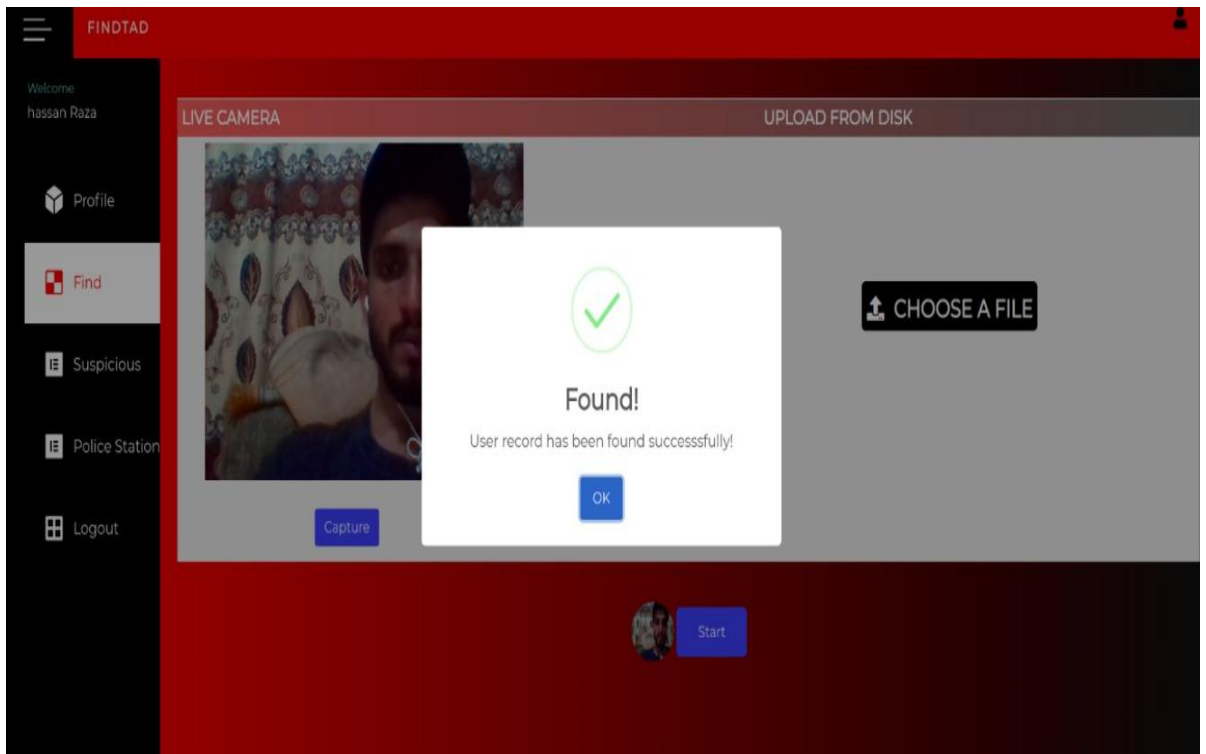 FINDTAD
Welcome
hassan Raza
Profile
Find
Suspicious
Police Station
Logout
LIVE CAMERA
UPLOAD FROM DISK
CHOOSE A FILE
Found!
User record has been found successsfully!
OK
Capture
Start